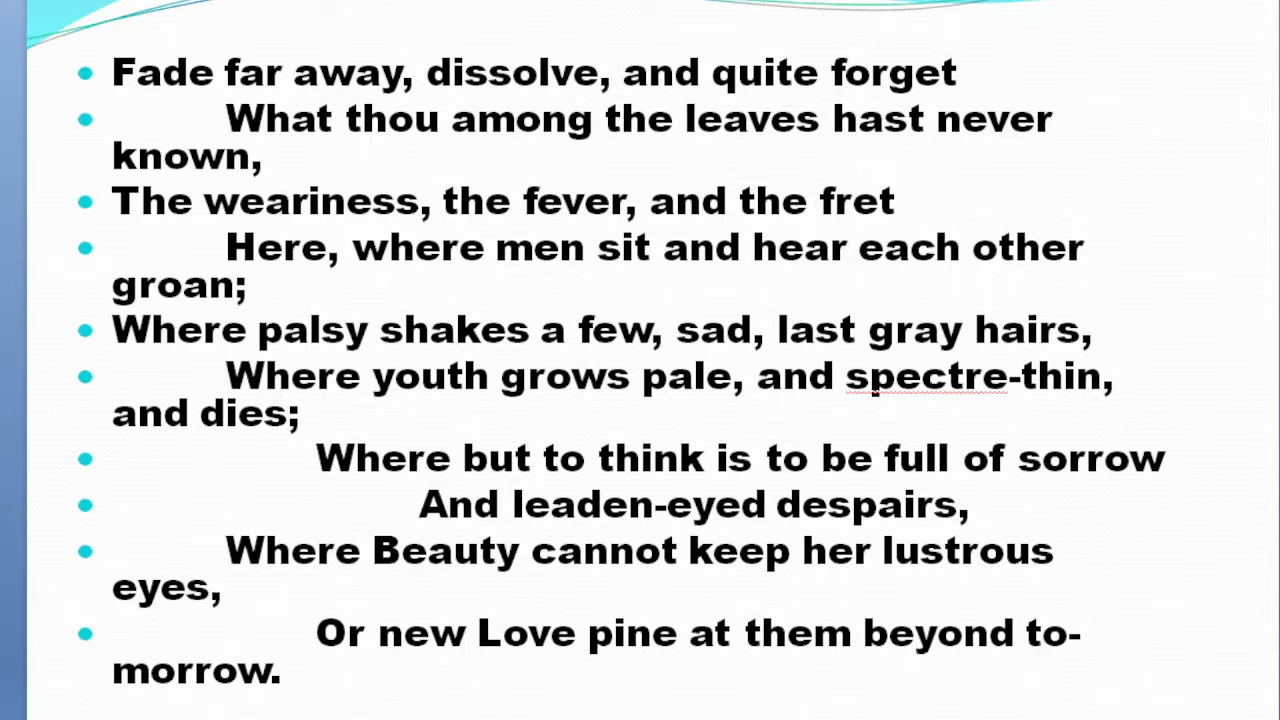 Fade far away, dissolve, and quite forget
What thou among the leaves hast never
known,
The weariness, the fever, and the fret
Here, where men sit and hear each other
groan;
Where palsy shakes a few, sad, last gray hairs,
Where youth grows pale, and spectre-thin,
and dies;
Where but to think is to be full of sorrow
And leaden-eyed despairs,
Where Beauty cannot keep her lustrous
eyes,
Or new Love pine at them beyond to-
morrow.